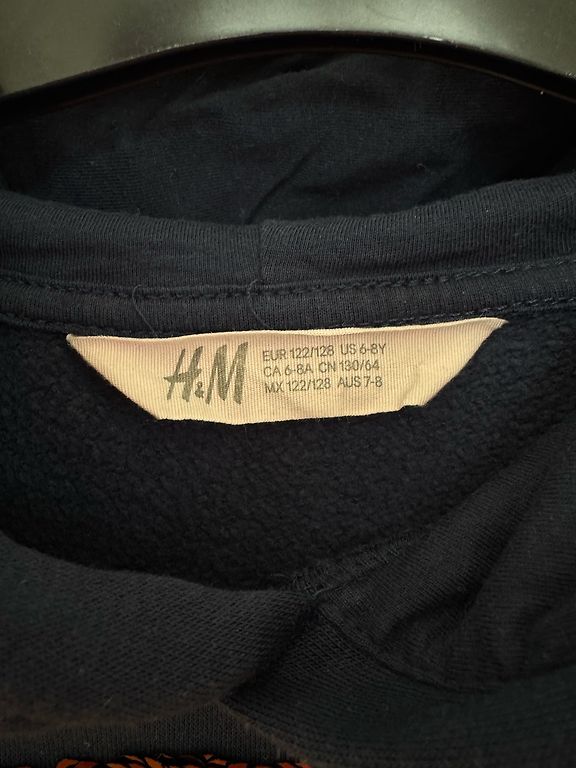 H&M
EUR 122/128 US 6-8Y
CA 6-8A CN 130/64
MX 122/128 AUS 7-8